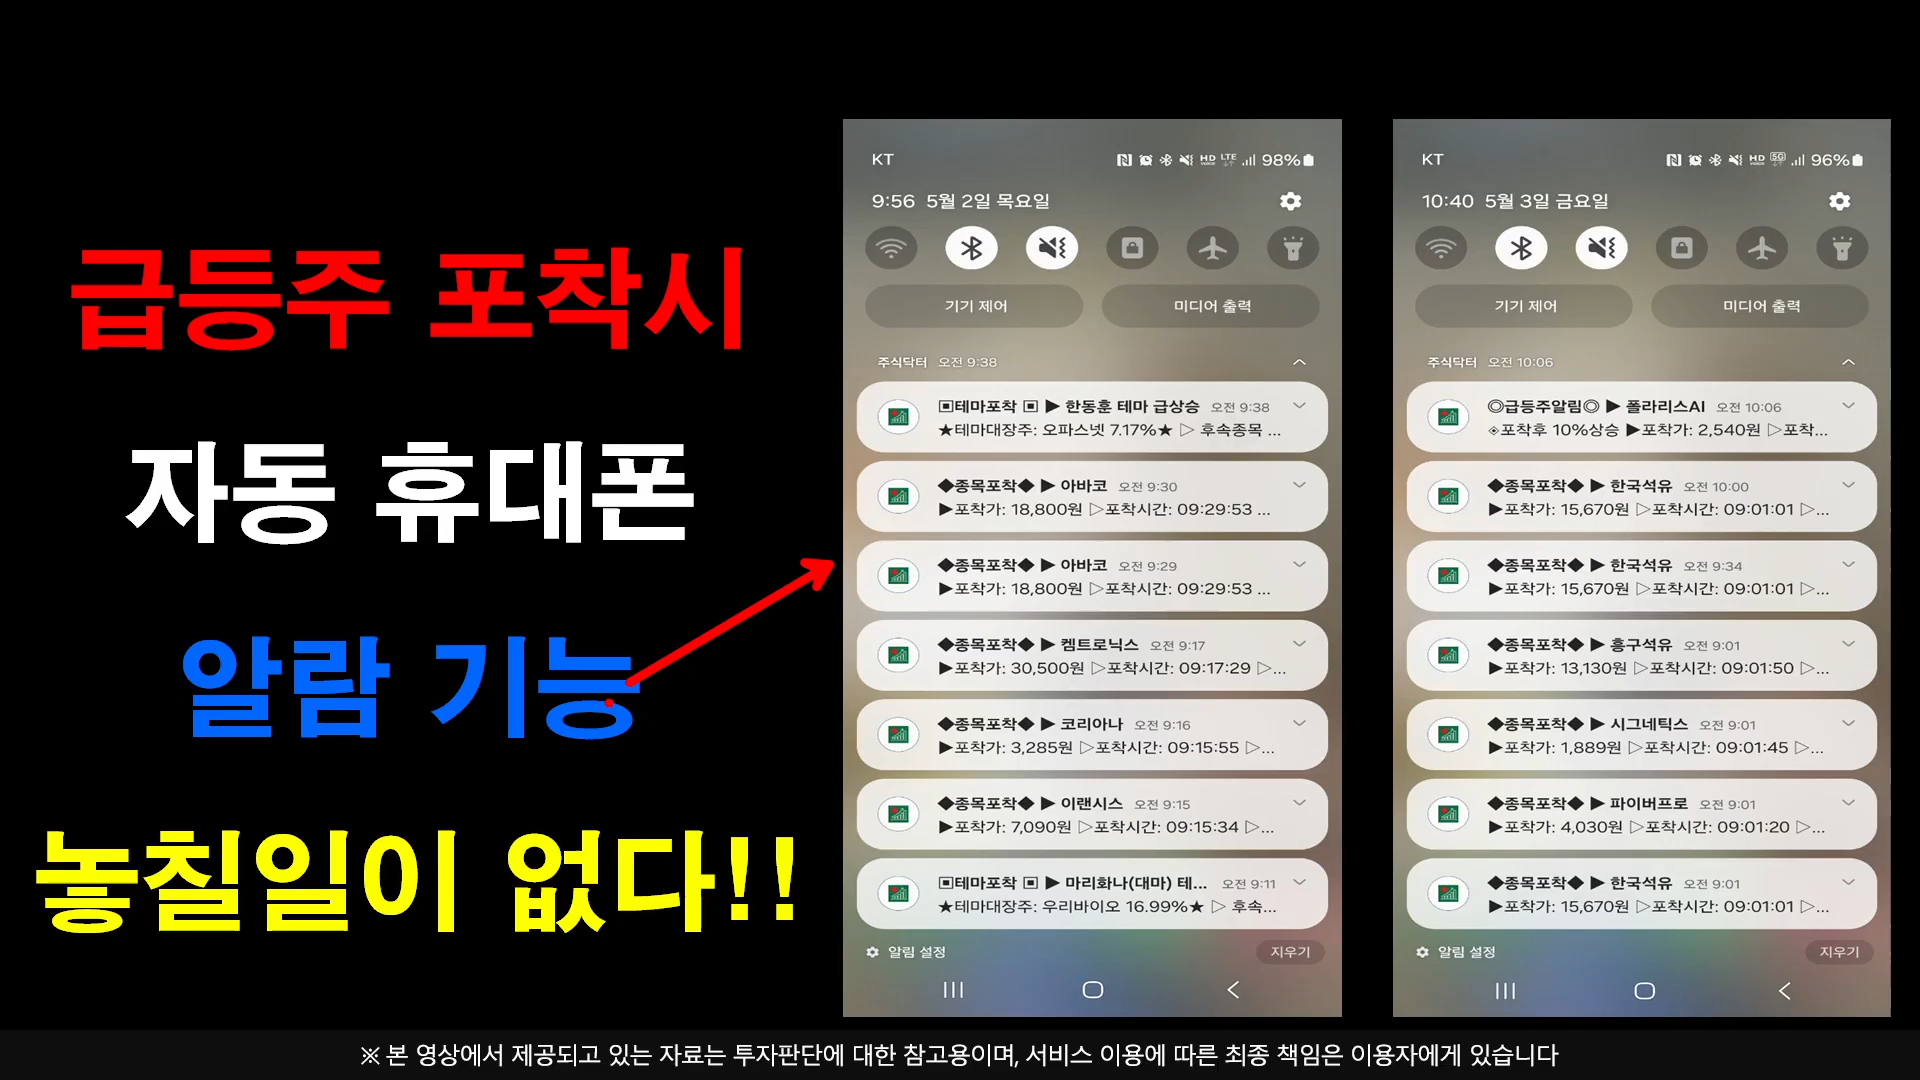 급등주 포착시
자동 휴대폰
알람 기능
놓칠일이 없다!!
KT
HD VOICE LTE 98%
9:56 5월 2일 목요일
기기 제어 미디어 출력
주식닥터 오전 9:38
▣테마포착 ▣ ▶ 한동훈 테마 급상승 오전 9:38
★테마대장주: 오파스넷 7.17%★ ▷ 후속종목 ...
◆종목포착◆ ▶ 아바코 오전 9:30
▶포착가: 18,800원 ▷포착시간: 09:29:53 ...
◆종목포착◆ ▶ 아바코 오전 9:29
▶포착가: 18,800원 ▷포착시간: 09:29:53 ...
◆종목포착◆ ▶ 켐트로닉스 오전 9:17
▶포착가: 30,500원 ▷포착시간: 09:17:29 ▷...
◆종목포착◆ ▶ 코리아나 오전 9:16
▶포착가: 3,285원 ▷포착시간: 09:15:55 ▷...
◆종목포착◆ ▶ 이랜시스 오전 9:15
▶포착가: 7,090원 ▷포착시간: 09:15:34 ▷...
▣테마포착 ▣ ▶ 마리화나(대마) 테... 오전 9:11
★테마대장주: 우리바이오 16.99%★ ▷ 후속...
알림 설정 지우기
KT
HD VOICE 5G 96%
10:40 5월 3일 금요일
기기 제어 미디어 출력
주식닥터 오전 10:06
◎급등주알림◎ ▶ 폴라리스AI 오전 10:06
◈포착후 10%상승 ▶포착가: 2,540원 ▷포착...
◆종목포착◆ ▶ 한국석유 오전 10:00
▶포착가: 15,670원 ▷포착시간: 09:01:01 ▷...
◆종목포착◆ ▶ 한국석유 오전 9:34
▶포착가: 15,670원 ▷포착시간: 09:01:01 ▷...
◆종목포착◆ ▶ 흥구석유 오전 9:01
▶포착가: 13,130원 ▷포착시간: 09:01:50 ▷...
◆종목포착◆ ▶ 시그네틱스 오전 9:01
▶포착가: 1,889원 ▷포착시간: 09:01:45 ▷...
◆종목포착◆ ▶ 파이버프로 오전 9:01
▶포착가: 4,030원 ▷포착시간: 09:01:20 ▷...
◆종목포착◆ ▶ 한국석유 오전 9:01
▶포착가: 15,670원 ▷포착시간: 09:01:01 ▷...
알림 설정 지우기
※ 본 영상에서 제공되고 있는 자료는 투자판단에 대한 참고용이며, 서비스 이용에 따른 최종 책임은 이용자에게 있습니다